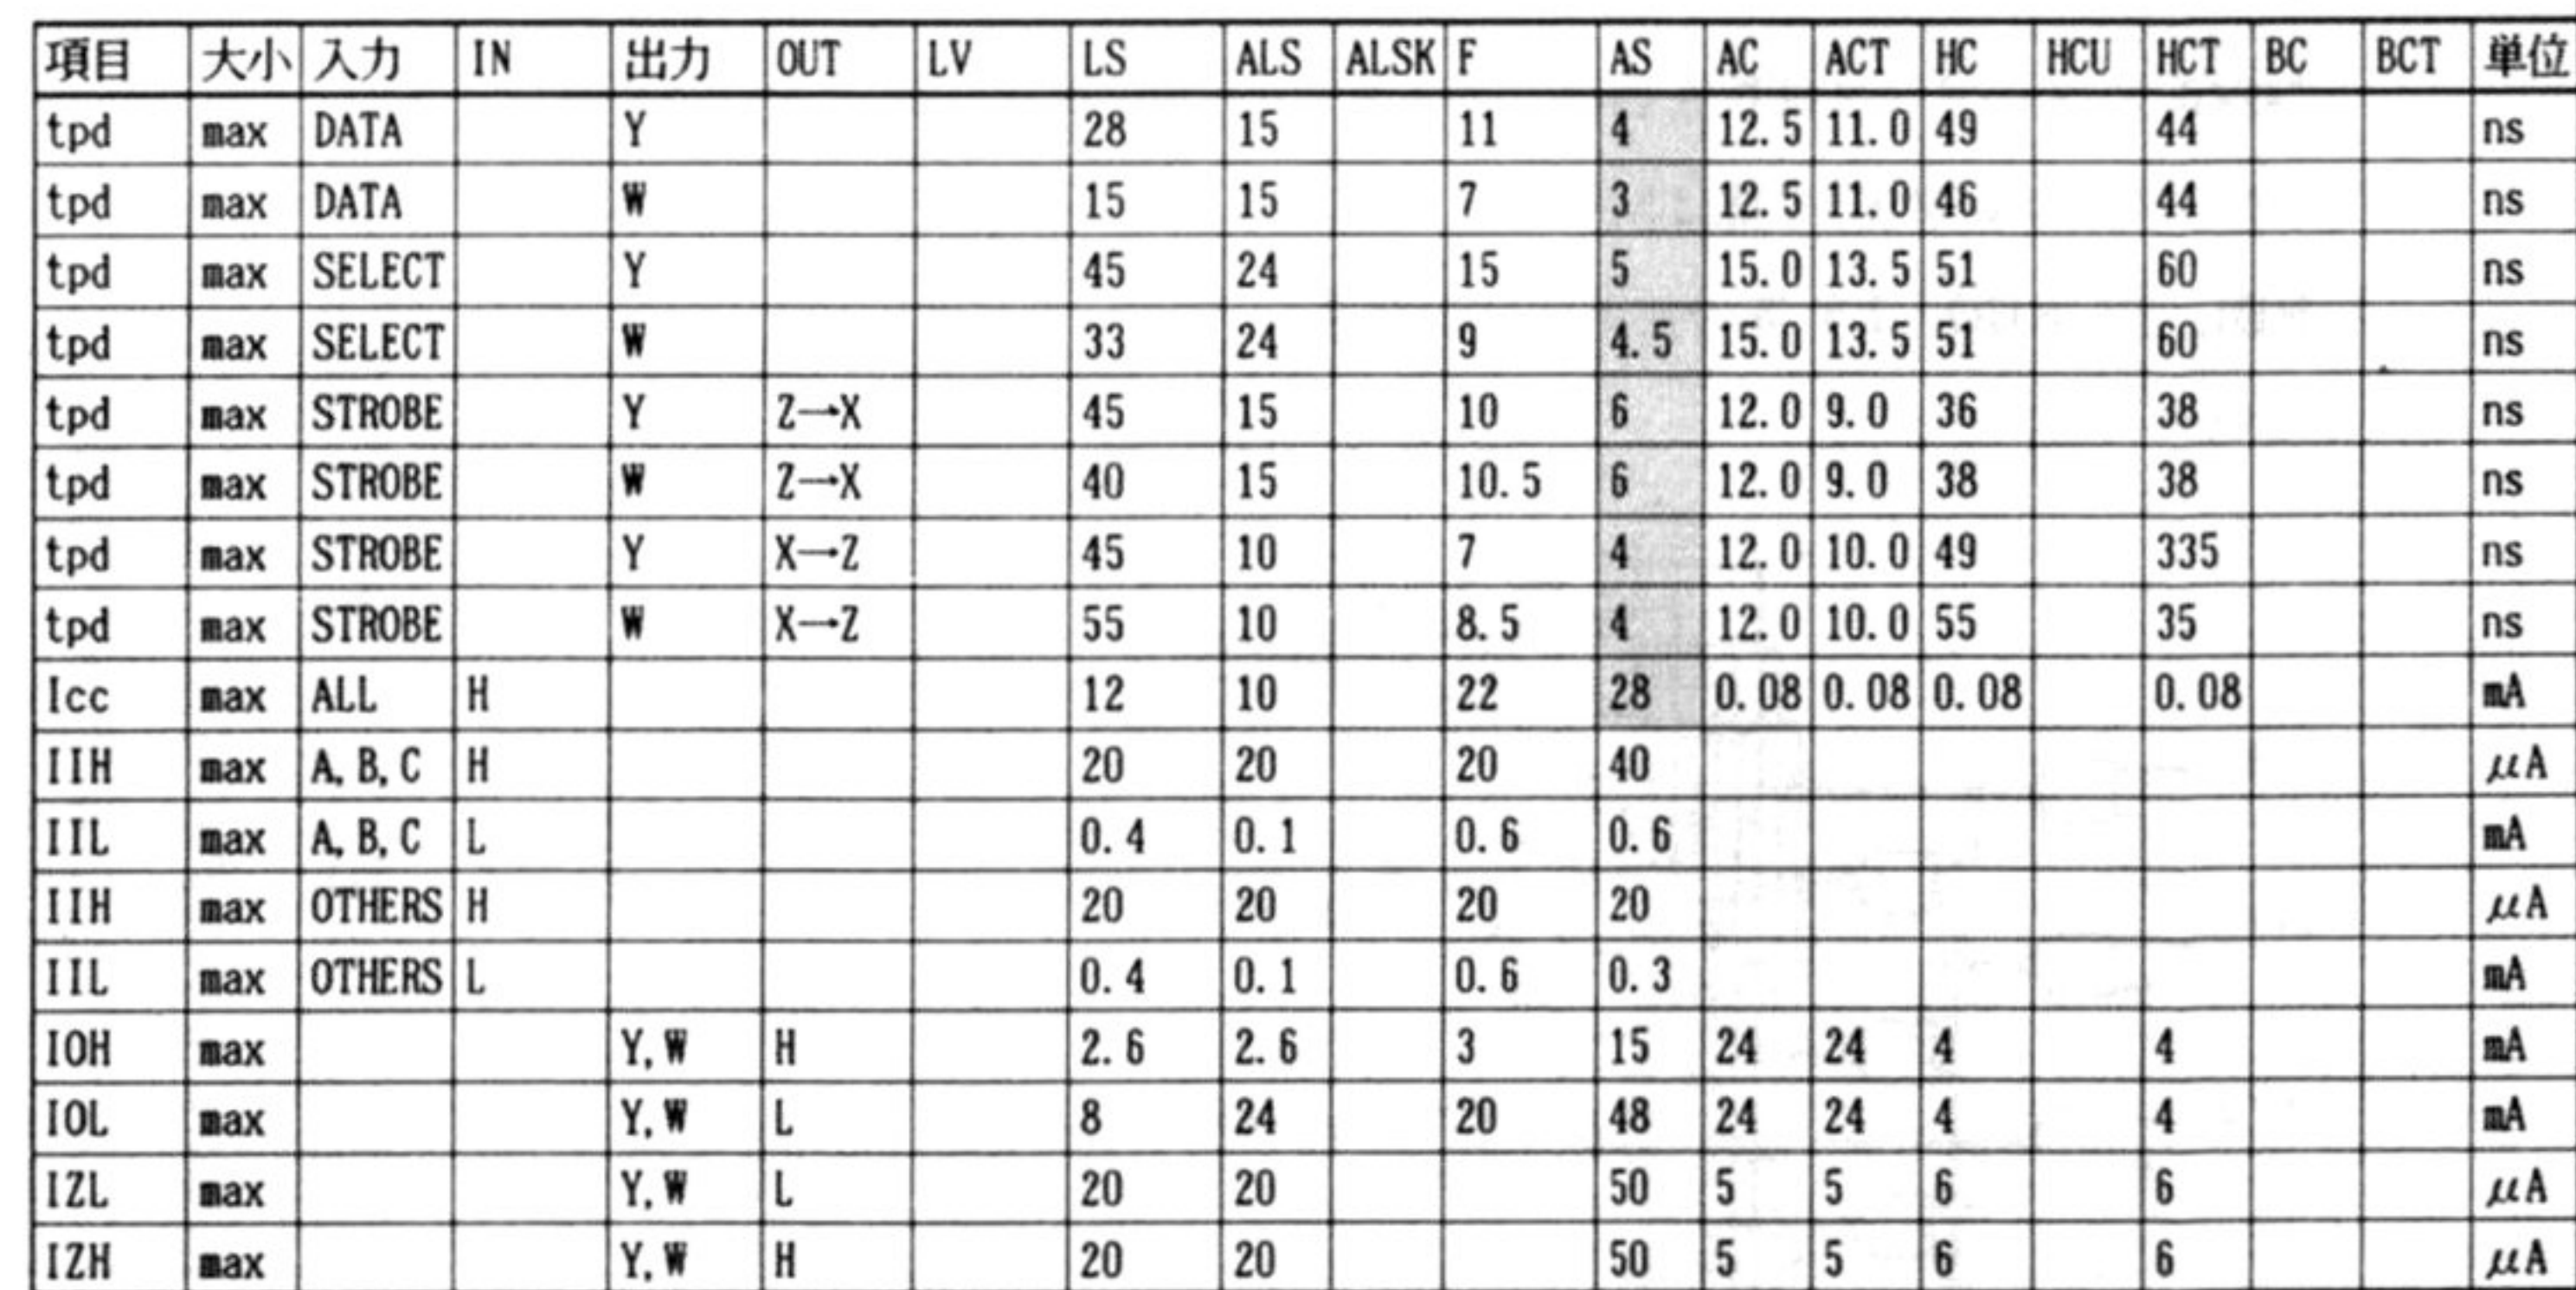 項目 大小 入力 IN 出力 OUT LV LS ALS ALSK F AS AC ACT HC HCU HCT BC BCT 単位
tpd max DATA Y 28 15 11 4 12.5 11.0 49 44 ns
tpd max DATA W 15 15 7 3 12.5 11.0 46 44 ns
tpd max SELECT Y 45 24 15 5 15.0 13.5 51 60 ns
tpd max SELECT W 33 24 9 4.5 15.0 13.5 51 60 ns
tpd max STROBE Y Z→X 45 15 10 6 12.0 9.0 36 38 ns
tpd max STROBE W Z→X 40 15 10.5 6 12.0 9.0 38 38 ns
tpd max STROBE Y X→Z 45 10 7 4 12.0 10.0 49 335 ns
tpd max STROBE W X→Z 55 10 8.5 4 12.0 10.0 55 35 ns
Icc max ALL H 12 10 22 28 0.08 0.08 0.08 0.08 mA
IIH max A,B,C H 20 20 20 40 μA
IIL max A,B,C L 0.4 0.1 0.6 0.6 mA
IIH max OTHERS H 20 20 20 20 μA
IIL max OTHERS L 0.4 0.1 0.6 0.3 mA
IOH max Y,W H 2.6 2.6 3 15 24 24 4 4 mA
IOL max Y,W L 8 24 20 48 24 24 4 4 mA
IZL max Y,W L 20 20 50 5 5 6 6 μA
IZH max Y,W H 20 20 50 5 5 6 6 μA